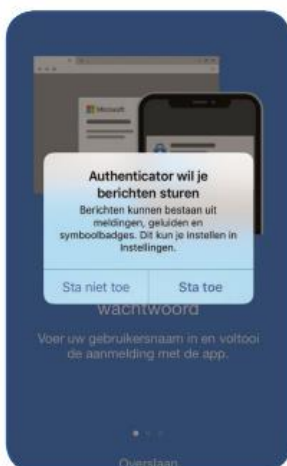 Microsoft
Authenticator wil je
berichten sturen
Berichten kunnen bestaan uit
meldingen, geluiden en
symboolbadges. Dit kun je instellen in
Instellingen.
Sta niet toe
Sta toe
wachtwoord
Voer uw gebruikersnaam in en voltooi
de aanmelding met de app.
Overslaan